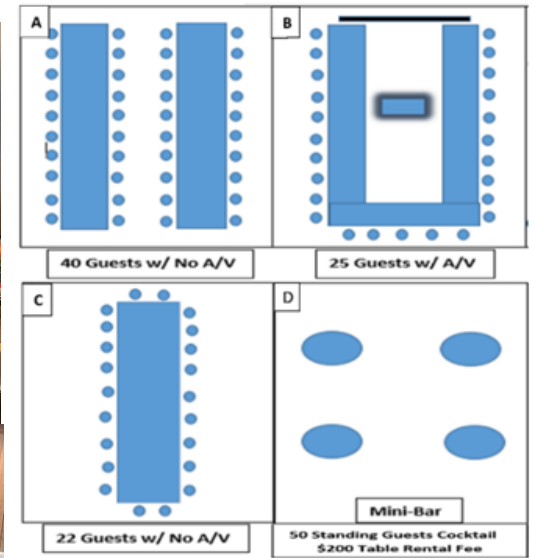 A
B
40 Guests w/ No A/V
25 Guests w/ A/V
C
D
22 Guests w/ No A/V
Mini-Bar
50 Standing Guests Cocktail
$200 Table Rental Fee